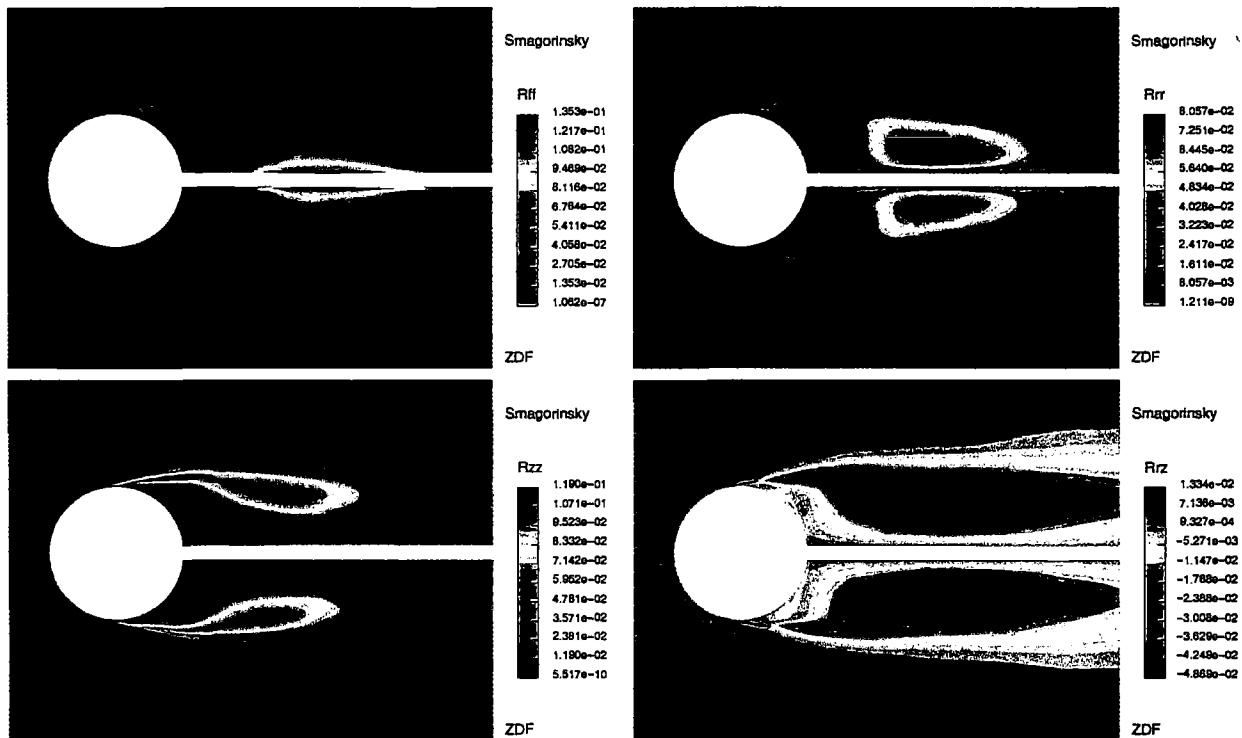 Smagorinsky
Rff
1.353e-01
1.217e-01
1.082e-01
9.469e-02
8.116e-02
6.764e-02
5.411e-02
4.058e-02
2.705e-02
1.353e-02
1.062e-07
ZDF
Smagorinsky
Rrr
8.057e-02
7.251e-02
6.445e-02
5.640e-02
4.834e-02
4.028e-02
3.223e-02
2.417e-02
1.611e-02
8.057e-03
1.211e-09
ZDF
Smagorinsky
Rzz
1.190e-01
1.071e-01
9.523e-02
8.332e-02
7.142e-02
5.952e-02
4.761e-02
3.571e-02
2.381e-02
1.190e-02
5.517e-10
ZDF
Smagorinsky
Rrz
1.334e-02
7.136e-03
9.327e-04
-5.271e-03
-1.147e-02
-1.768e-02
-2.388e-02
-3.008e-02
-3.629e-02
-4.249e-02
-4.869e-02
ZDF